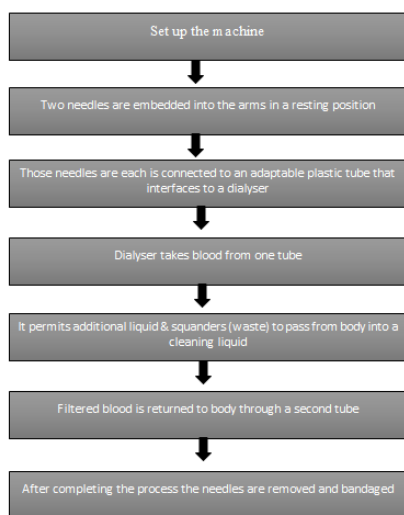 Set up the machine
Two needles are embedded into the arms in a resting position
Those needles are each is connected to an adaptable plastic tube that
interfaces to a dialyser
Dialyser takes blood from one tube
It permits additional liquid & squanders (waste) to pass from body into a
cleaning liquid
Filtered blood is returned to body through a second tube
After completing the process the needles are removed and bandaged